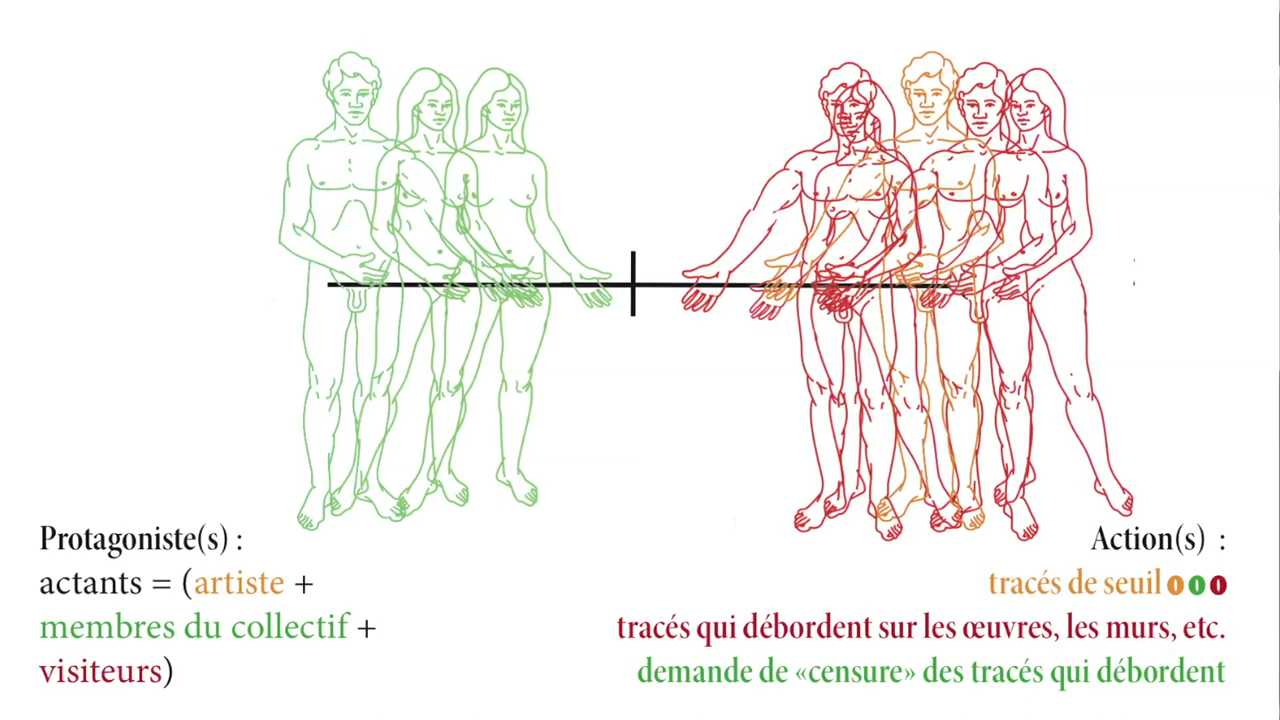 Protagoniste(s) :
actants = (artiste +
membres du collectif +
visiteurs)
Action(s) :
tracés de seuil
tracés qui débordent sur les œuvres, les murs, etc.
demande de «censure» des tracés qui débordent